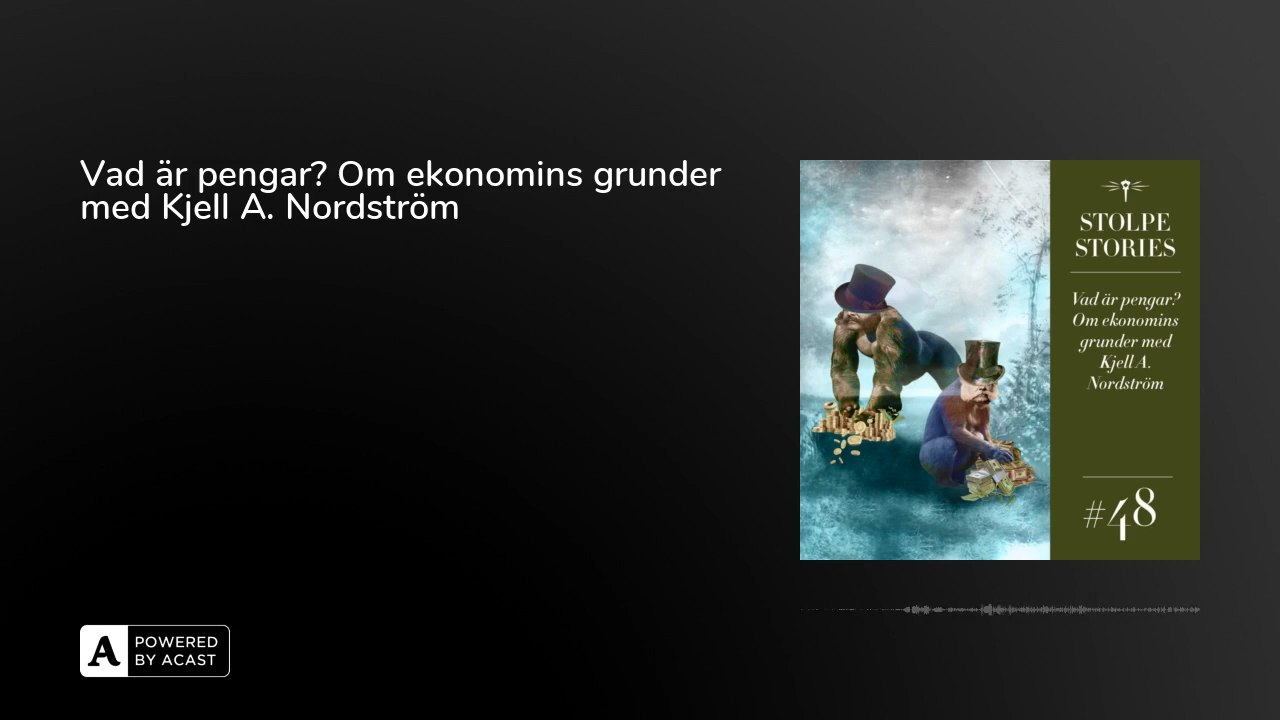 Vad är pengar? Om ekonomins grunder
med Kjell A. Nordström
STOLPE
STORIES
Vad är pengar?
Om ekonomins
grunder med
Kjell A.
Nordström
#48
A POWERED
BY ACAST